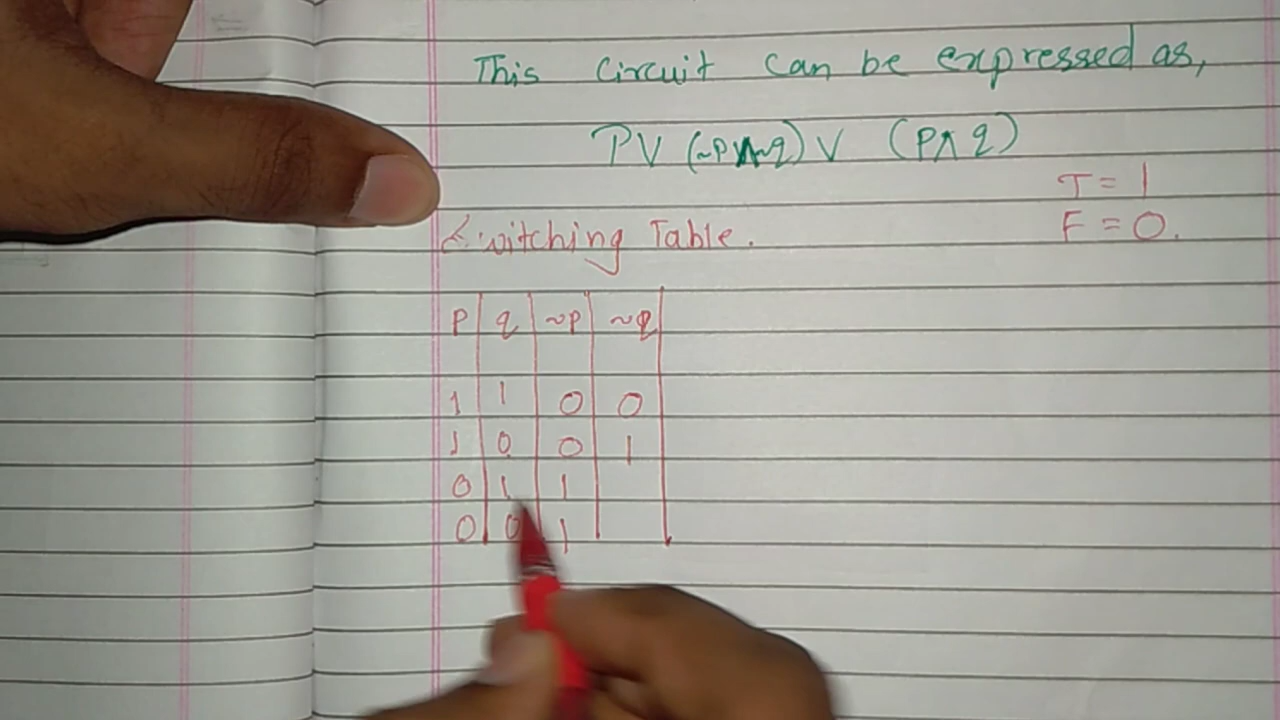 This circuit can be expressed as,
P∨ (~P∧~q)∨ (P∧ q)
T = 1
F = 0.
Switching Table.
P q ~P ~q
1 1 0 0
1 0 0 1
0 1 1
0 0 1